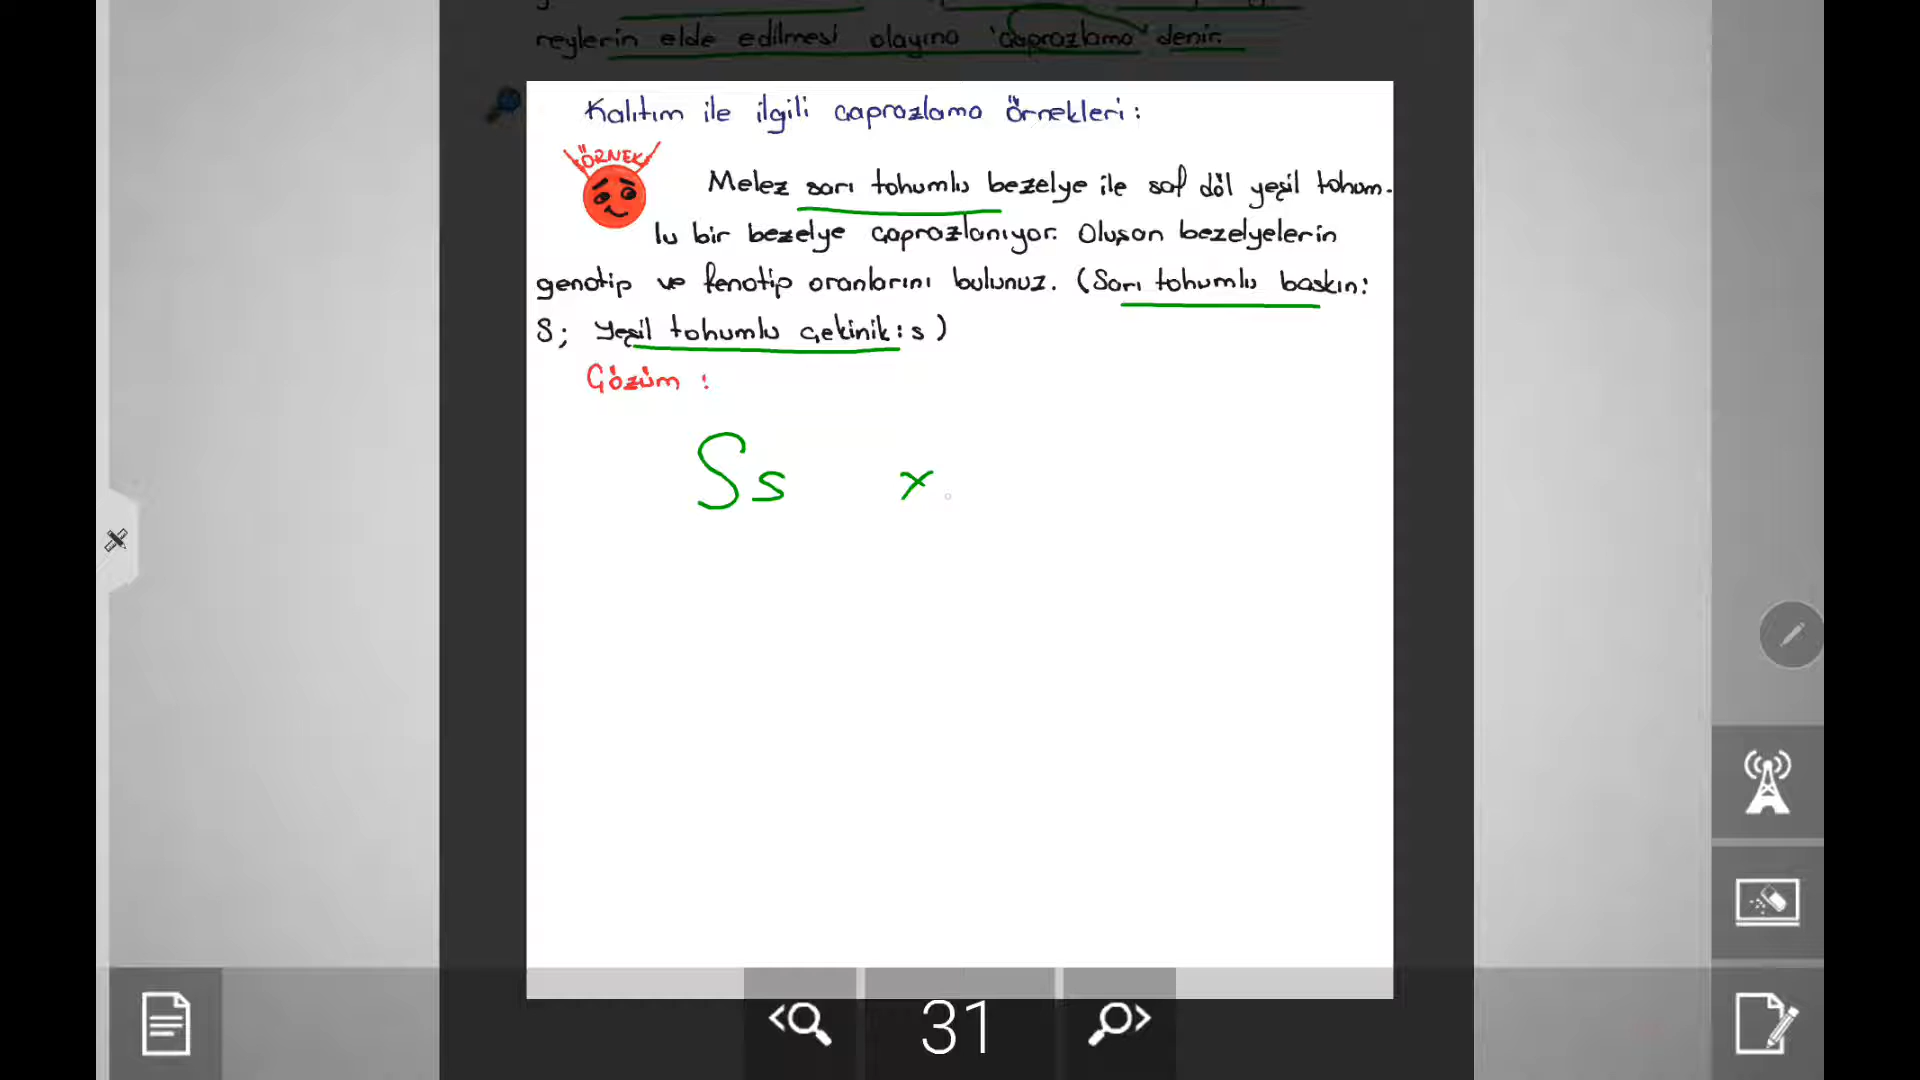 reylerin elde edilmesi olayına 'çaprazlama' denir.
Kalıtım ile ilgili çaprazlama örnekleri:
ÖRNEK
Melez sarı tohumlu bezelye ile saf döl yeşil tohum-
lu bir bezelye çaprazlanıyor. Oluşan bezelyelerin
genotip ve fenotip oranlarını bulunuz. (Sarı tohumlu baskın:
S; Yeşil tohumlu çekinik: s)
Çözüm :
Ss x
31